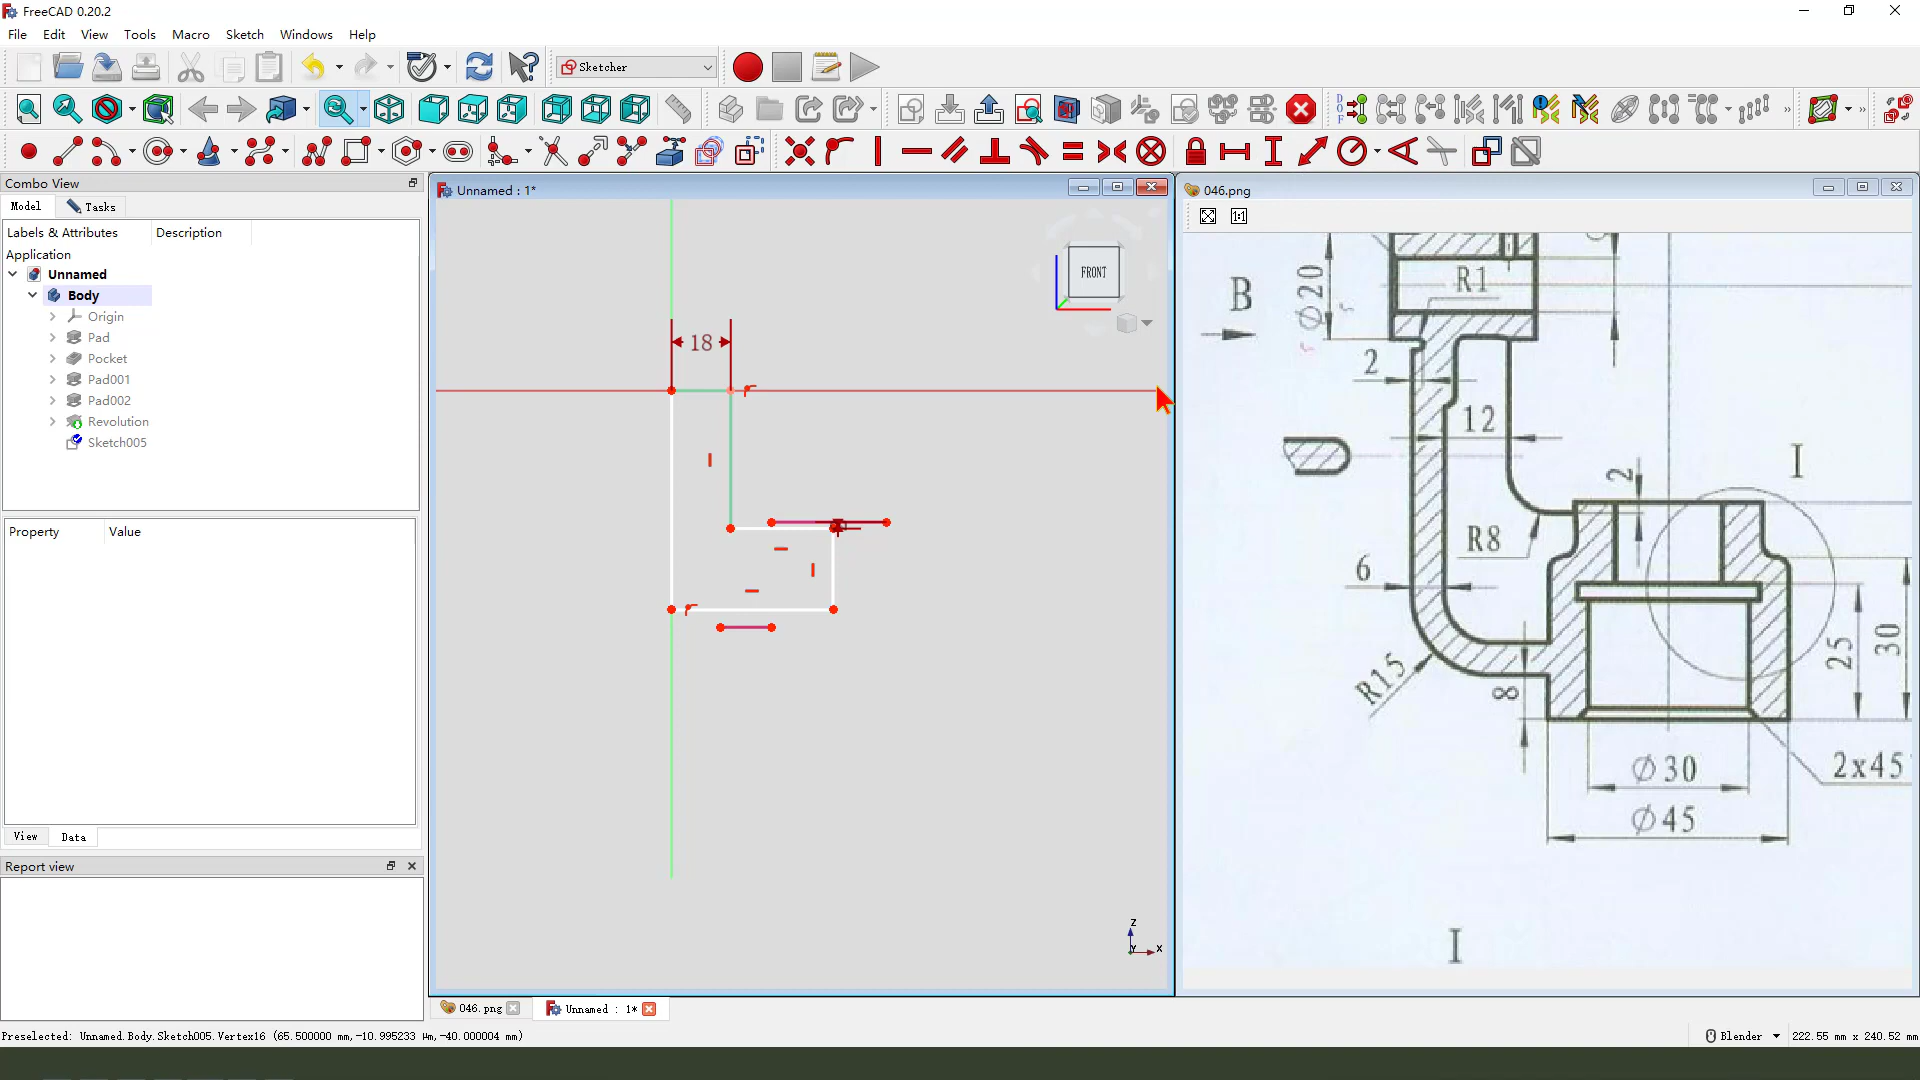 FreeCAD 0.20.2
File Edit View Tools Macro Sketch Windows Help
Sketcher
Combo View
Model Tasks
Labels & Attributes Description
Application
Unnamed
Body
Origin
Pad
Pocket
Pad001
Pad002
Revolution
Sketch005
Property Value
View Data
Report view
Unnamed : 1*
FRONT
18
Z
Y X
046.png
1:1
B
Ø20
R1
2
12
I
2
R8
6
R15
8
25
30
Ø30
2x45
Ø45
I
046.png Unnamed : 1*
Preselected: Unnamed.Body.Sketch005.Vertex16 (65.500000 mm,-10.995233 µm,-40.000004 mm)
Blender 222.55 mm x 240.52 mm